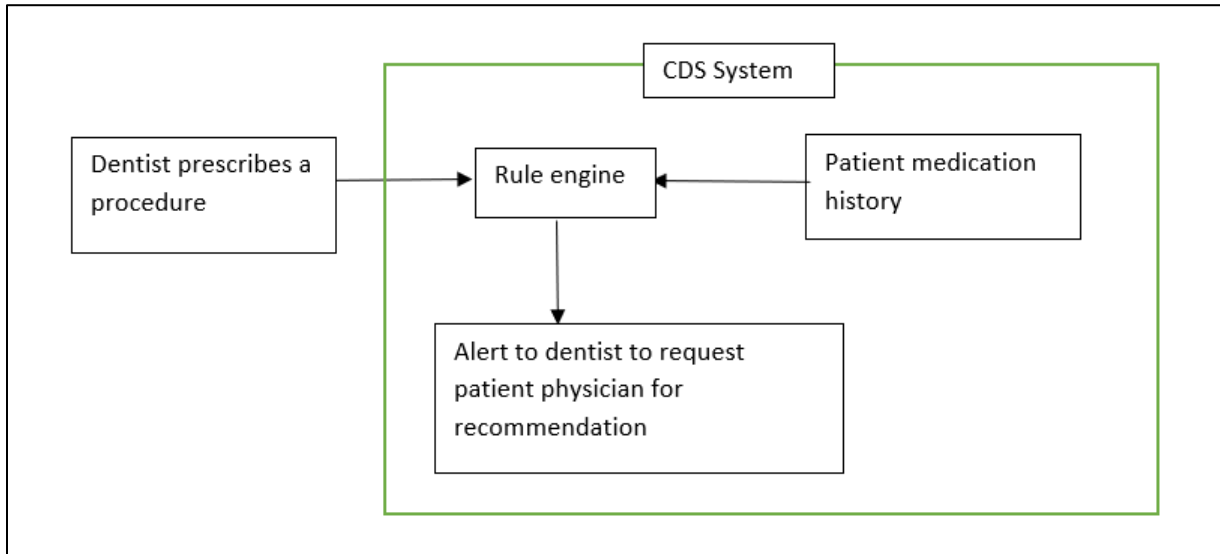 CDS System
Dentist prescribes a
procedure
Rule engine
Patient medication
history
Alert to dentist to request
patient physician for
recommendation